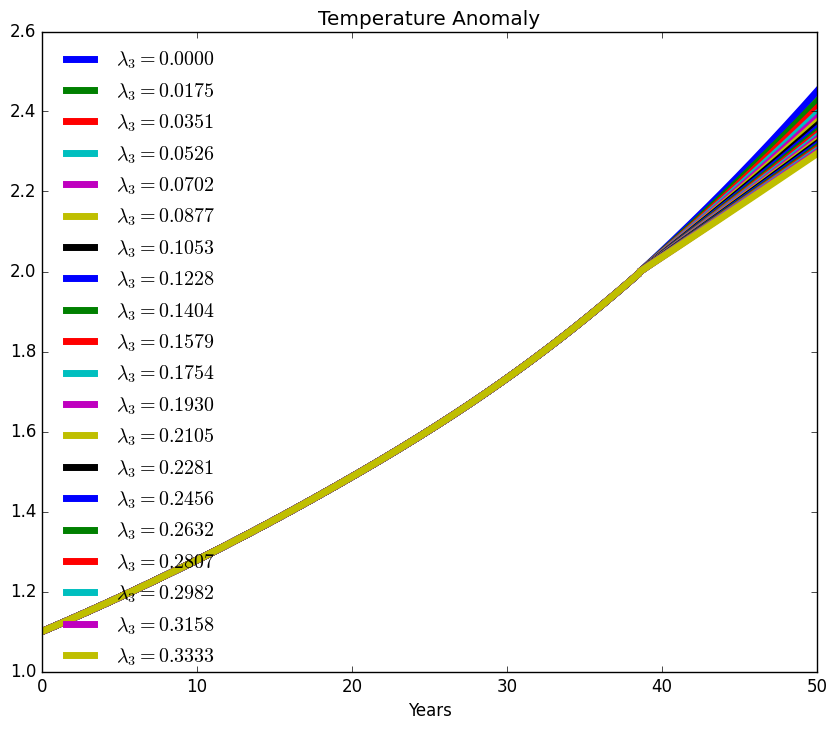 Temperature Anomaly
2.6
2.4
2.2
2.0
1.8
1.6
1.4
1.2
1.0
λ₃ = 0.0000
λ₃ = 0.0175
λ₃ = 0.0351
λ₃ = 0.0526
λ₃ = 0.0702
λ₃ = 0.0877
λ₃ = 0.1053
λ₃ = 0.1228
λ₃ = 0.1404
λ₃ = 0.1579
λ₃ = 0.1754
λ₃ = 0.1930
λ₃ = 0.2105
λ₃ = 0.2281
λ₃ = 0.2456
λ₃ = 0.2632
λ₃ = 0.2807
λ₃ = 0.2982
λ₃ = 0.3158
λ₃ = 0.3333
0 10 20 30 40 50
Years